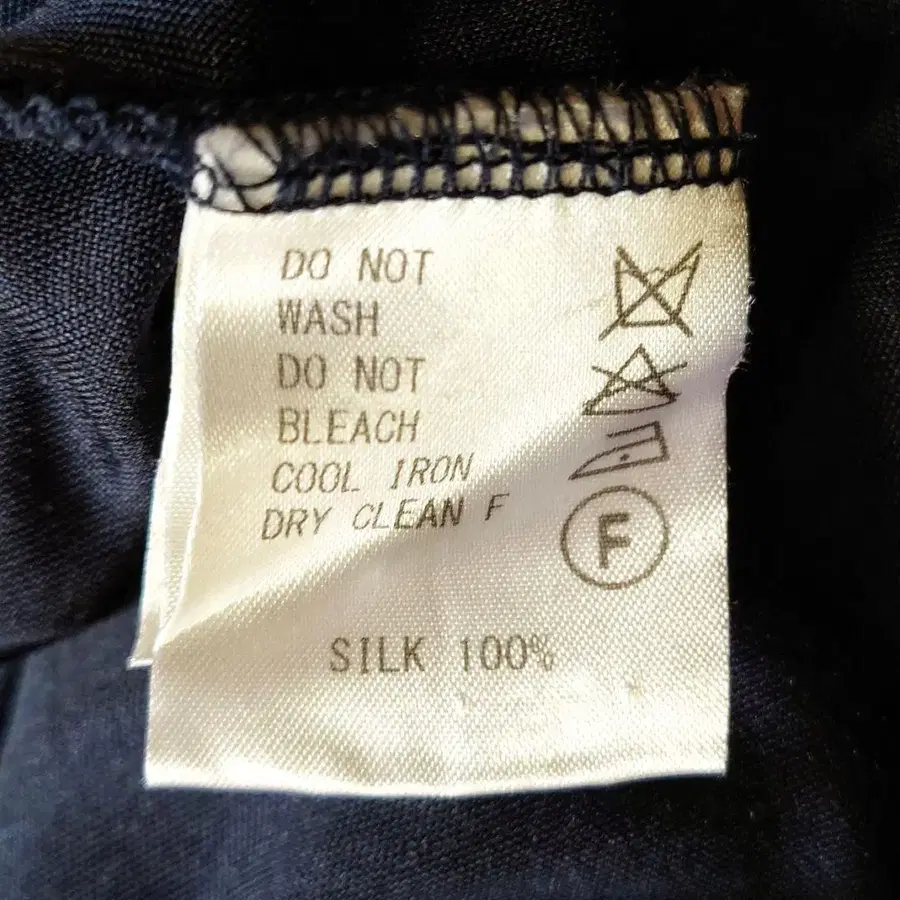 DO NOT
WASH
DO NOT
BLEACH
COOL IRON
DRY CLEAN F
F
SILK 100%